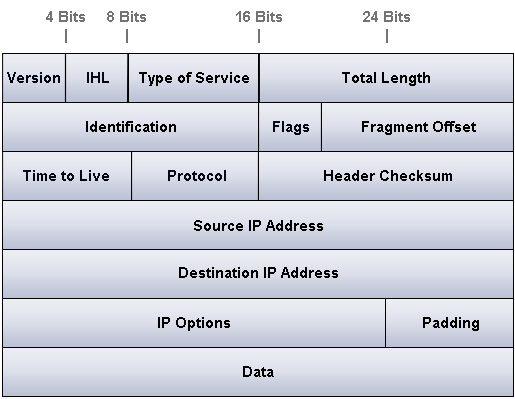 4 Bits 8 Bits 16 Bits 24 Bits
Version IHL Type of Service Total Length
Identification Flags Fragment Offset
Time to Live Protocol Header Checksum
Source IP Address
Destination IP Address
IP Options Padding
Data